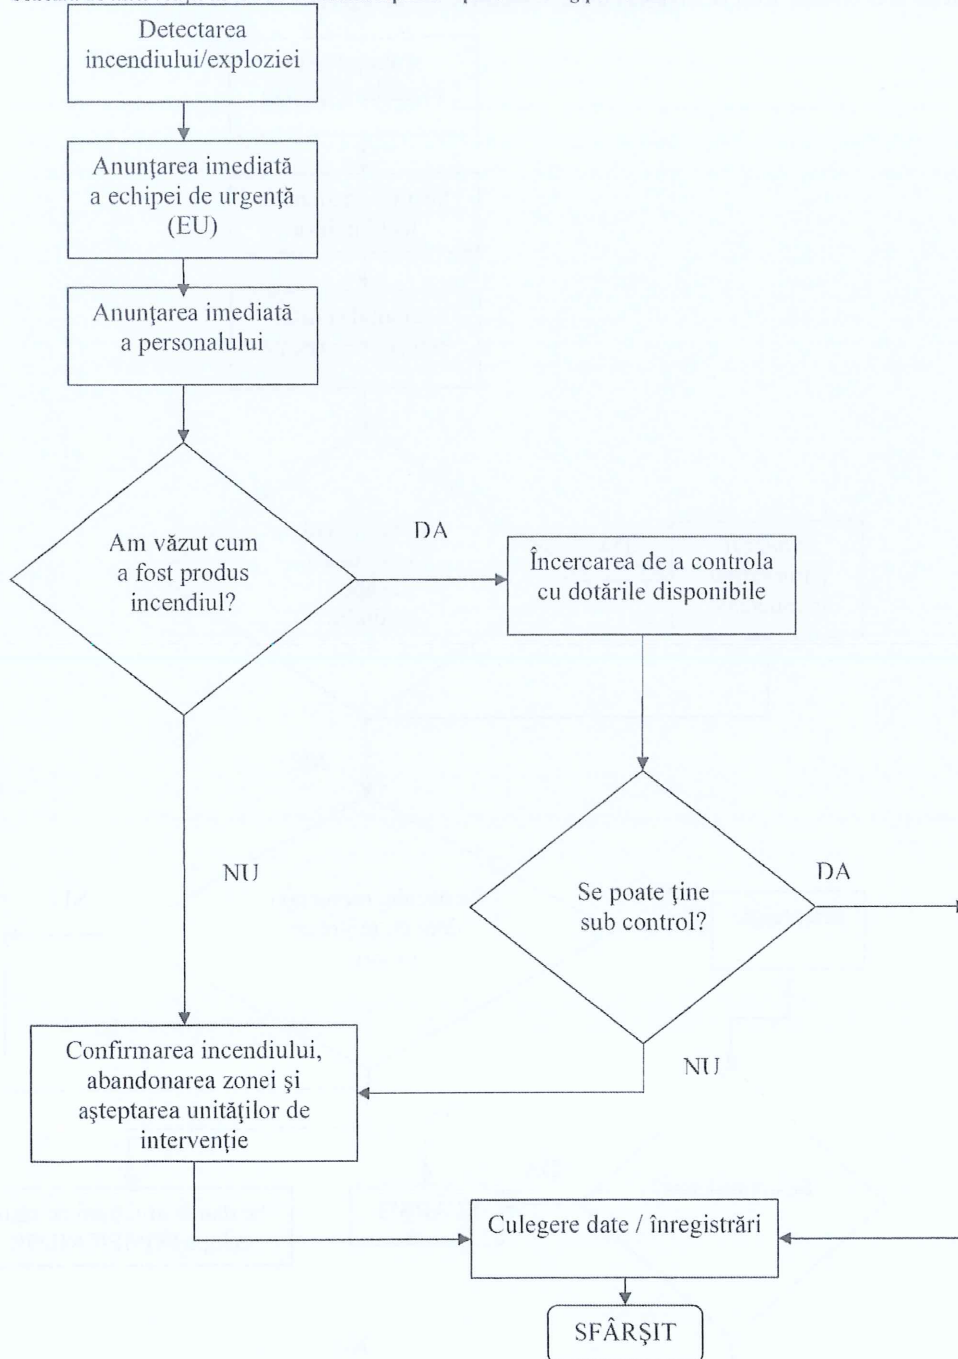 Detectarea
incendiului/exploziei
Anunţarea imediată
a echipei de urgenţă
(EU)
Anunţarea imediată
a personalului
Am văzut cum
a fost produs
incendiul?
DA
Încercarea de a controla
cu dotările disponibile
NU
Se poate ţine
sub control?
DA
NU
Confirmarea incendiului,
abandonarea zonei şi
aşteptarea unităţilor de
intervenţie
Culegere date / înregistrări
SFÂRŞIT